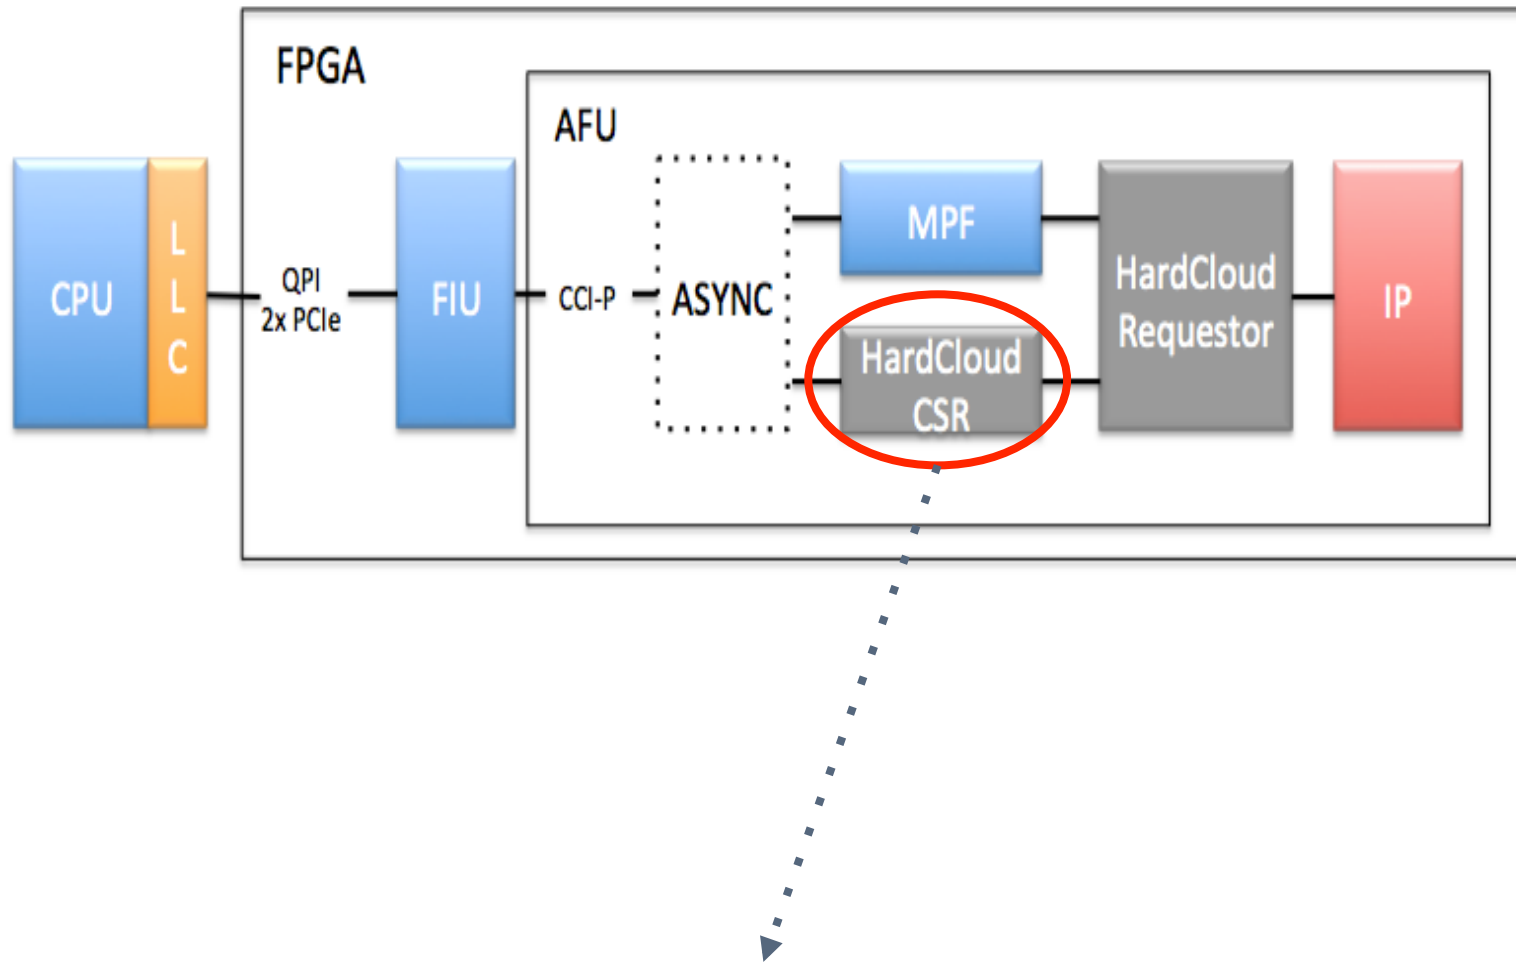 FPGA
AFU
CPU
L
L
C
QPI
2x PCIe
FIU
CCI-P
ASYNC
MPF
HardCloud
CSR
HardCloud
Requestor
IP